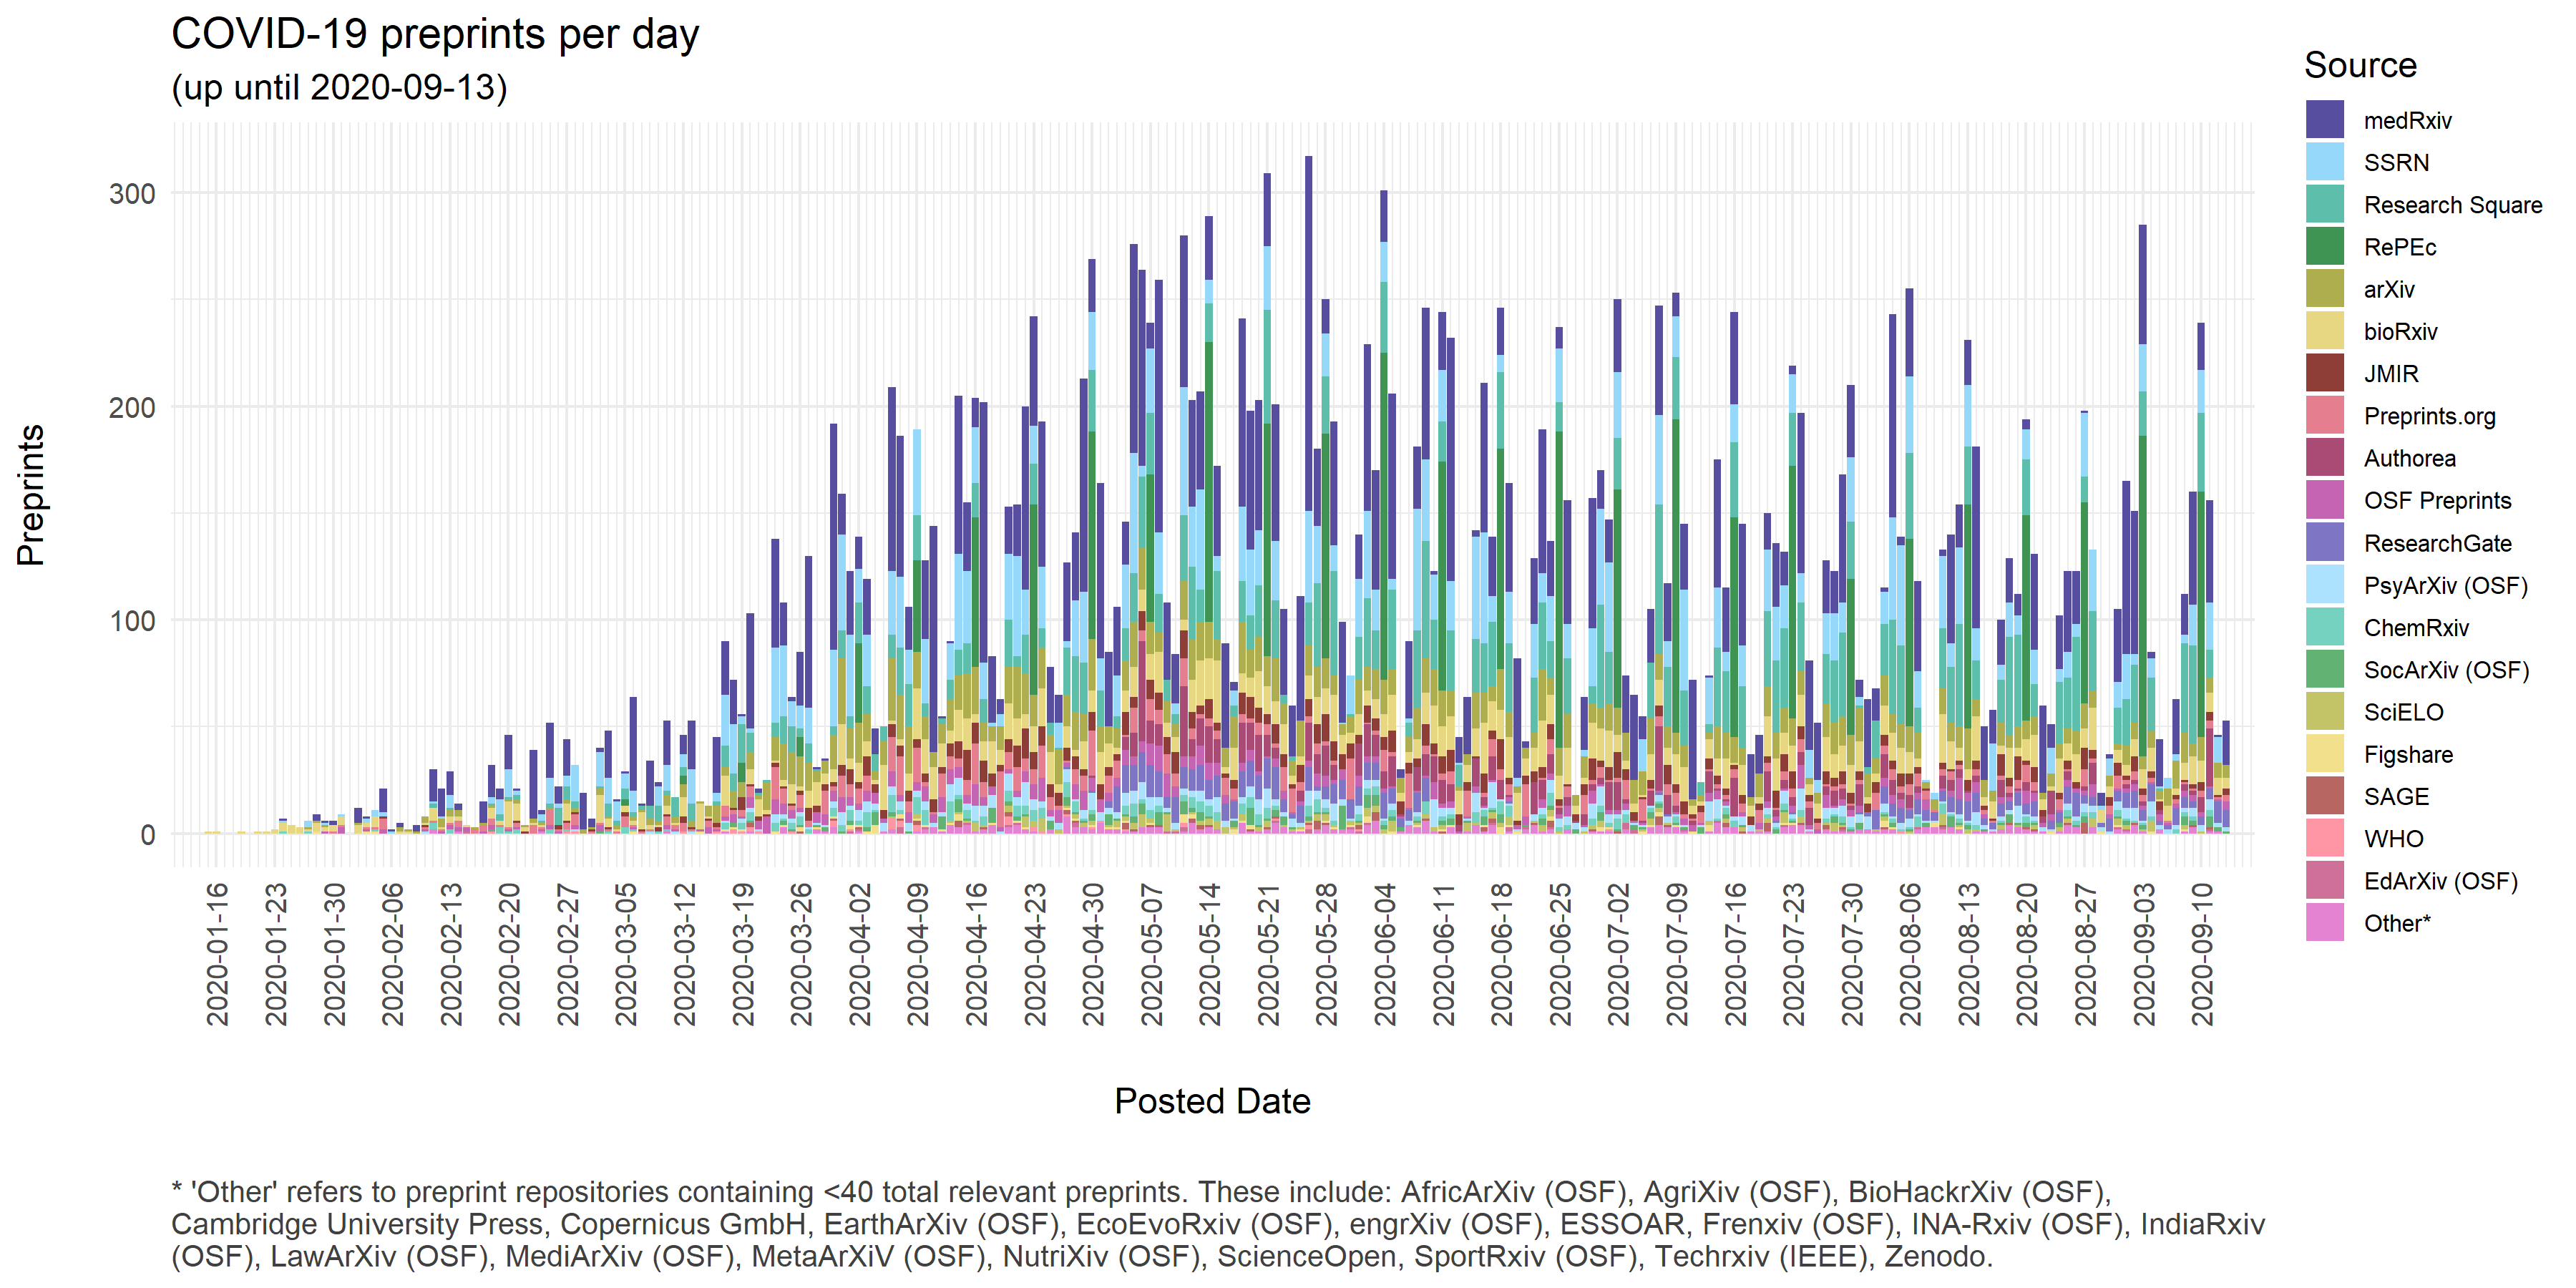 COVID-19 preprints per day
(up until 2020-09-13)
Source
medRxiv
SSRN
Research Square
RePEc
arXiv
bioRxiv
JMIR
Preprints.org
Authorea
OSF Preprints
ResearchGate
PsyArXiv (OSF)
ChemRxiv
SocArXiv (OSF)
SciELO
Figshare
SAGE
WHO
EdArXiv (OSF)
Other*
Preprints
300
200
100
0
2020-01-16
2020-01-23
2020-01-30
2020-02-06
2020-02-13
2020-02-20
2020-02-27
2020-03-05
2020-03-12
2020-03-19
2020-03-26
2020-04-02
2020-04-09
2020-04-16
2020-04-23
2020-04-30
2020-05-07
2020-05-14
2020-05-21
2020-05-28
2020-06-04
2020-06-11
2020-06-18
2020-06-25
2020-07-02
2020-07-09
2020-07-16
2020-07-23
2020-07-30
2020-08-06
2020-08-13
2020-08-20
2020-08-27
2020-09-03
2020-09-10
Posted Date
* 'Other' refers to preprint repositories containing <40 total relevant preprints. These include: AfricArXiv (OSF), AgriXiv (OSF), BioHackrXiv (OSF),
Cambridge University Press, Copernicus GmbH, EarthArXiv (OSF), EcoEvoRxiv (OSF), engrXiv (OSF), ESSOAR, Frenxiv (OSF), INA-Rxiv (OSF), IndiaRxiv
(OSF), LawArXiv (OSF), MediArXiv (OSF), MetaArXiV (OSF), NutriXiv (OSF), ScienceOpen, SportRxiv (OSF), Techrxiv (IEEE), Zenodo.